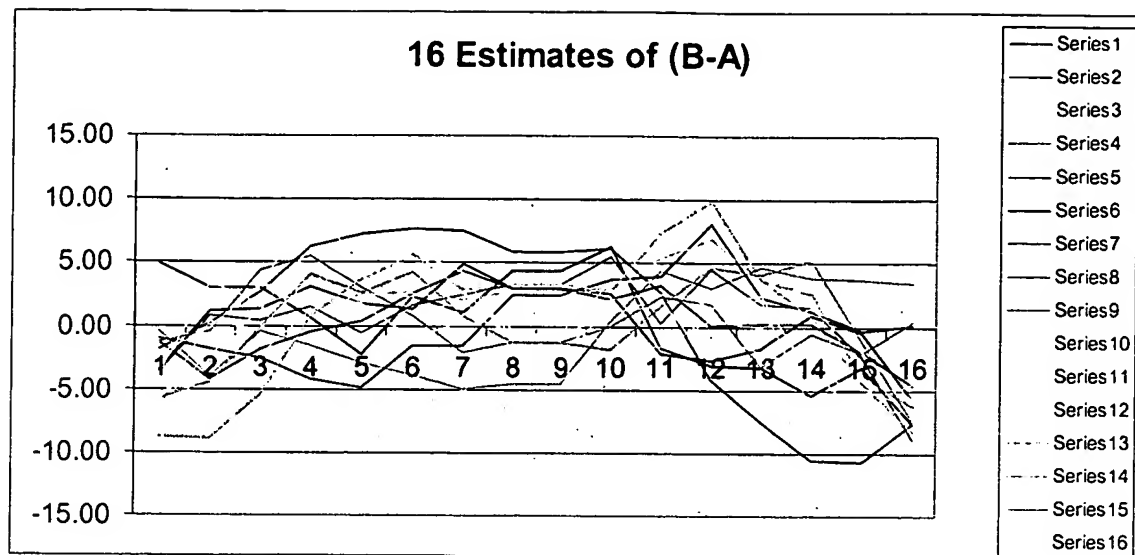 16 Estimates of (B-A)
15.00
10.00
5.00
0.00
-5.00
-10.00
-15.00
1 2 3 4 5 6 7 8 9 10 11 12 13 14 15 16
Series1
Series2
Series3
Series4
Series5
Series6
Series7
Series8
Series9
Series10
Series11
Series12
Series13
Series14
Series15
Series16